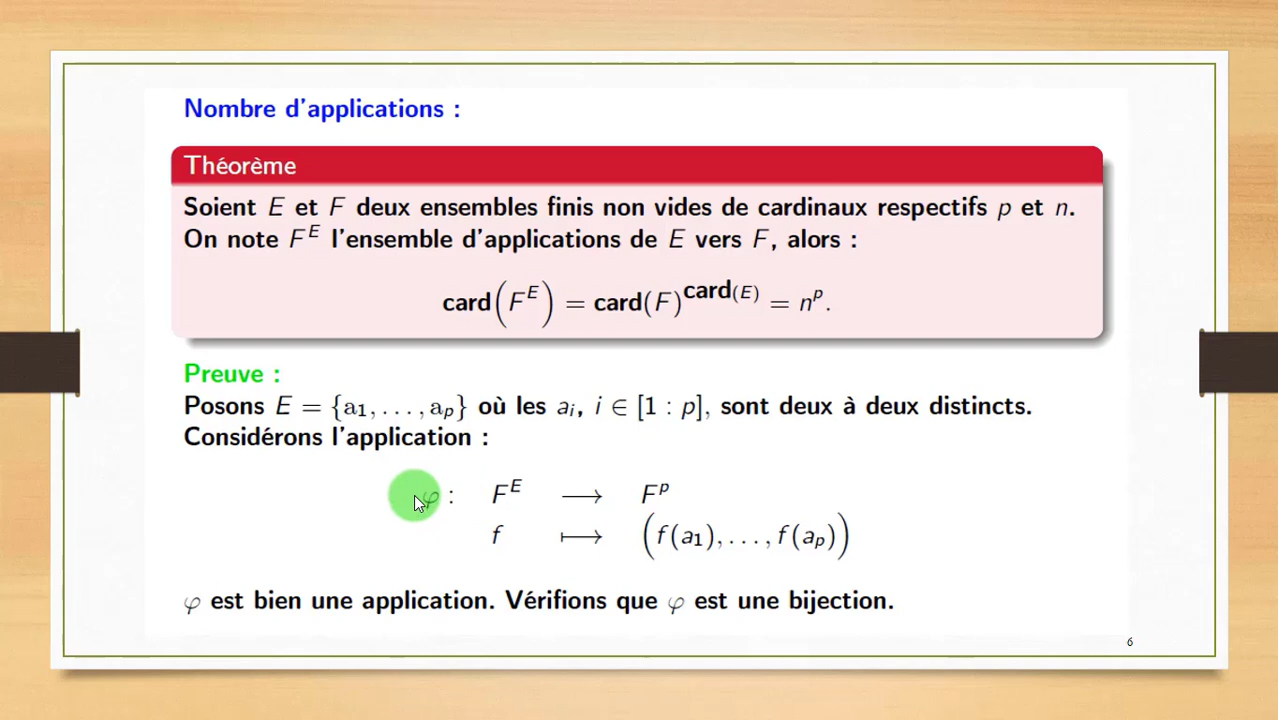 Nombre d'applications :
Théorème
Soient E et F deux ensembles finis non vides de cardinaux respectifs p et n.
On note F^E l'ensemble d'applications de E vers F, alors :
card(F^E) = card(F)^card(E) = n^p.
Preuve :
Posons E = {a₁, . . . , aₚ} où les aᵢ, i ∈ [1 : p], sont deux à deux distincts.
Considérons l'application :
φ : F^E ⟶ F^p
f ⟼ (f(a₁), . . . , f(aₚ))
φ est bien une application. Vérifions que φ est une bijection.
6